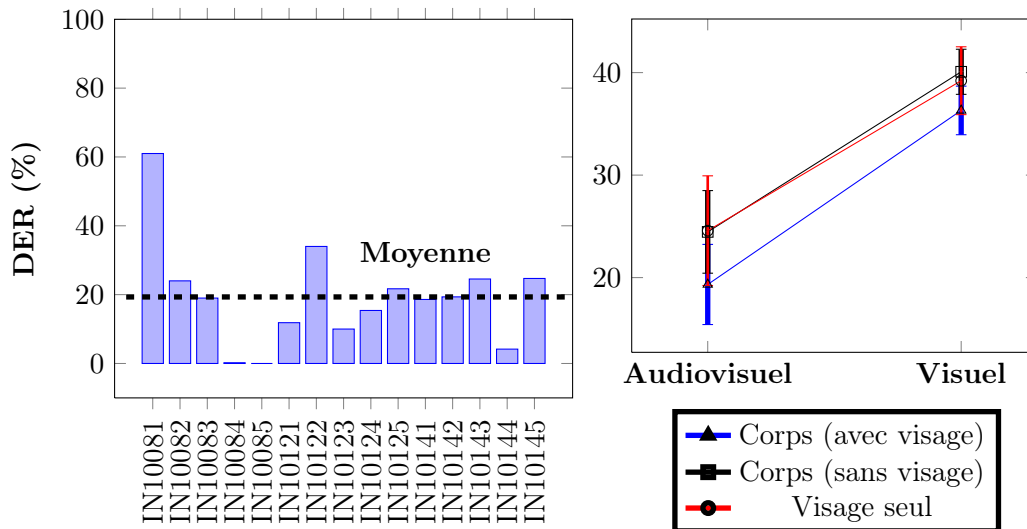 DER (%)
100
80
60
40
20
0
Moyenne
IN10081
IN10082
IN10083
IN10084
IN10085
IN10121
IN10122
IN10123
IN10124
IN10125
IN10141
IN10142
IN10143
IN10144
IN10145
40
30
20
Audiovisuel
Visuel
Corps (avec visage)
Corps (sans visage)
Visage seul